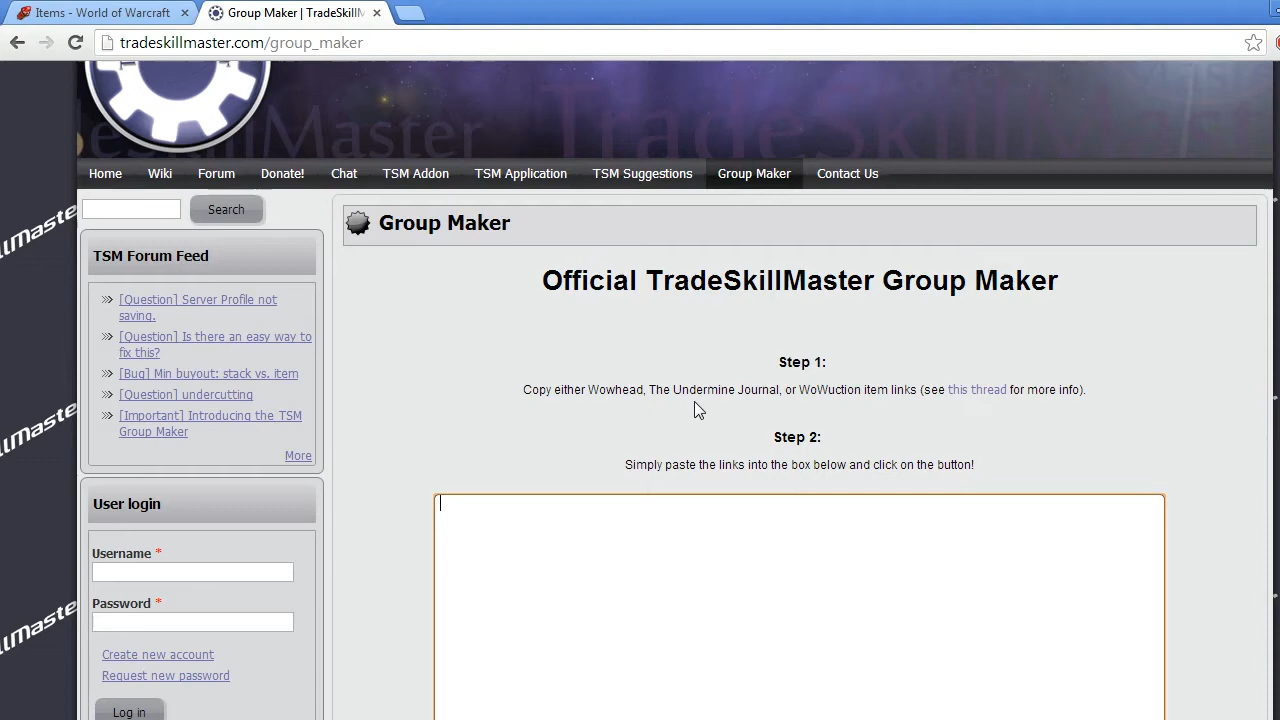 Items - World of Warcraft
Group Maker | TradeSkillM
tradeskillmaster.com/group_maker
eSkillMaster TradeSkillMast
Home Wiki Forum Donate! Chat TSM Addon TSM Application TSM Suggestions Group Maker Contact Us
Search
TSM Forum Feed
[Question] Server Profile not
saving.
[Question] Is there an easy way to
fix this?
[Bug] Min buyout: stack vs. item
[Question] undercutting
[Important] Introducing the TSM
Group Maker
More
User login
Username *
Password *
Create new account
Request new password
Log in
Group Maker
Official TradeSkillMaster Group Maker
Step 1:
Copy either Wowhead, The Undermine Journal, or WoWuction item links (see this thread for more info).
Step 2:
Simply paste the links into the box below and click on the button!